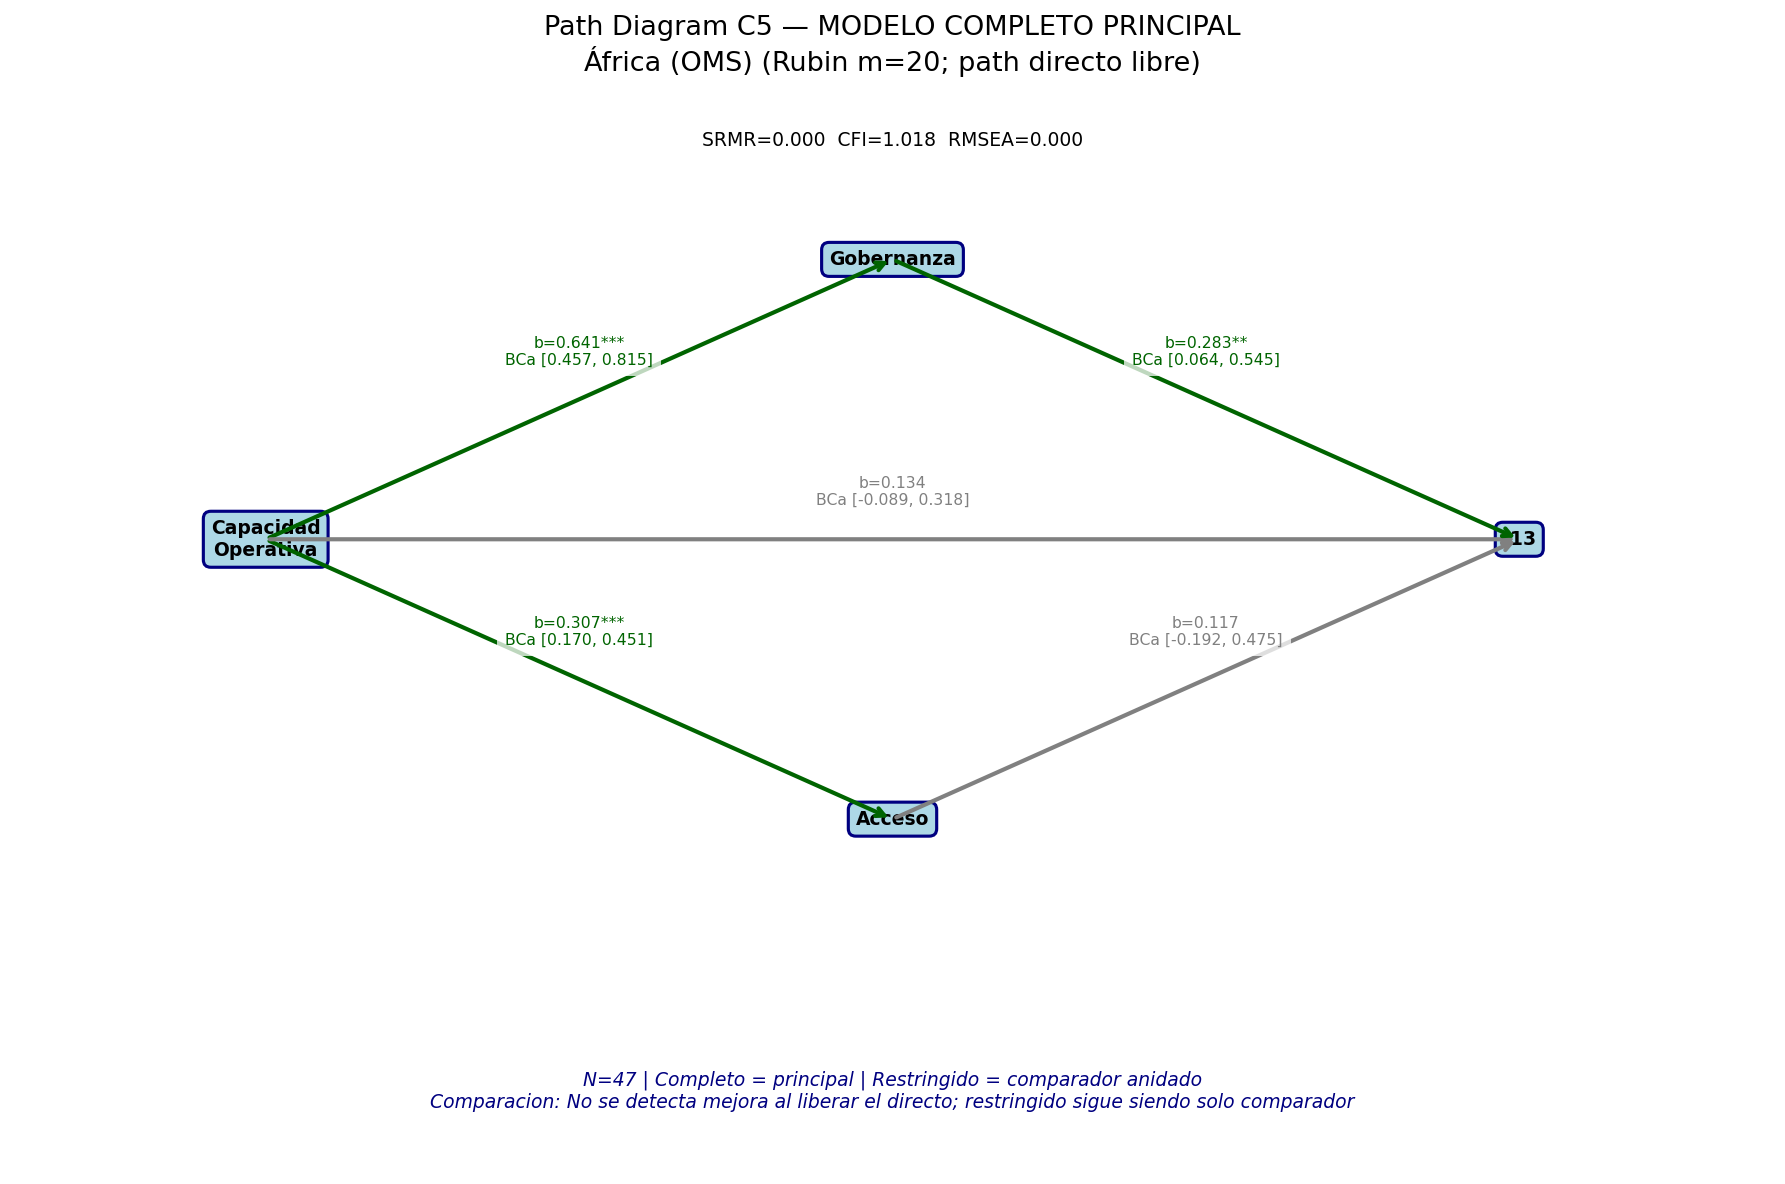 Path Diagram C5 — MODELO COMPLETO PRINCIPAL
África (OMS) (Rubin m=20; path directo libre)
SRMR=0.000  CFI=1.018  RMSEA=0.000
Gobernanza
b=0.641***
BCa [0.457, 0.815]
b=0.283**
BCa [0.064, 0.545]
b=0.134
BCa [-0.089, 0.318]
Capacidad
Operativa
13
b=0.307***
BCa [0.170, 0.451]
b=0.117
BCa [-0.192, 0.475]
Acceso
N=47 | Completo = principal | Restringido = comparador anidado
Comparacion: No se detecta mejora al liberar el directo; restringido sigue siendo solo comparador